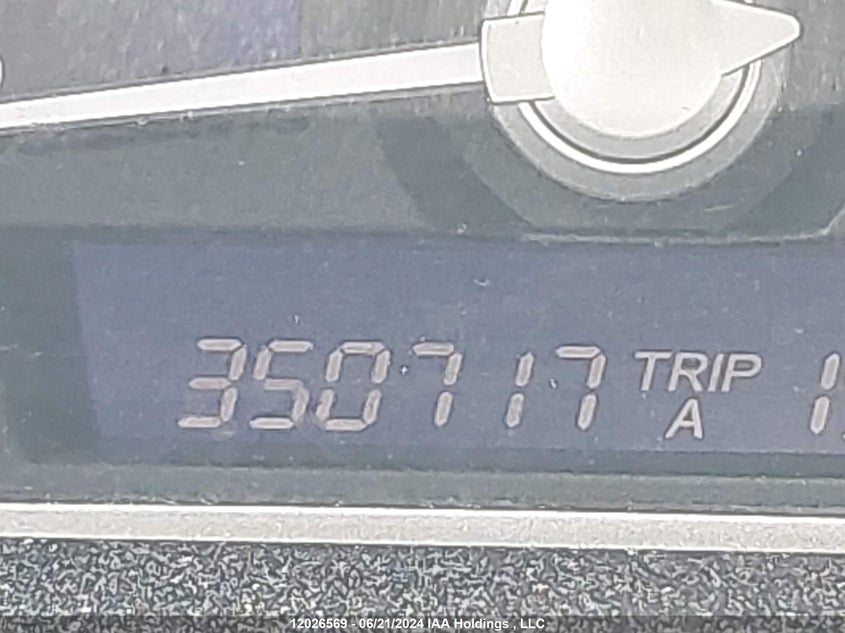 350717 TRIP
A
12026569 - 06/21/2024 IAA Holdings , LLC